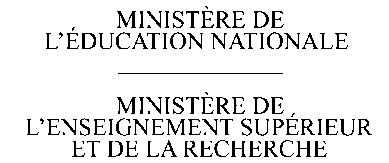 MINISTÈRE DE
L'ÉDUCATION NATIONALE
MINISTÈRE DE
L'ENSEIGNEMENT SUPÉRIEUR
ET DE LA RECHERCHE